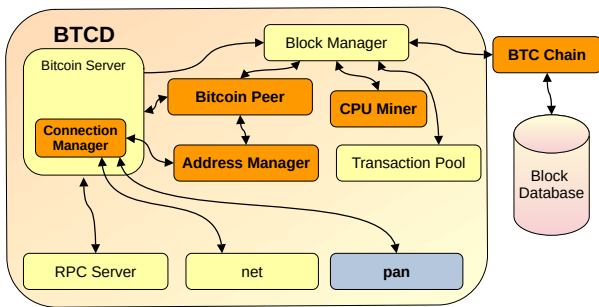 BTCD
Bitcoin Server
Block Manager
BTC Chain
Bitcoin Peer
CPU Miner
Connection
Manager
Address Manager
Transaction Pool
Block
Database
RPC Server
net
pan